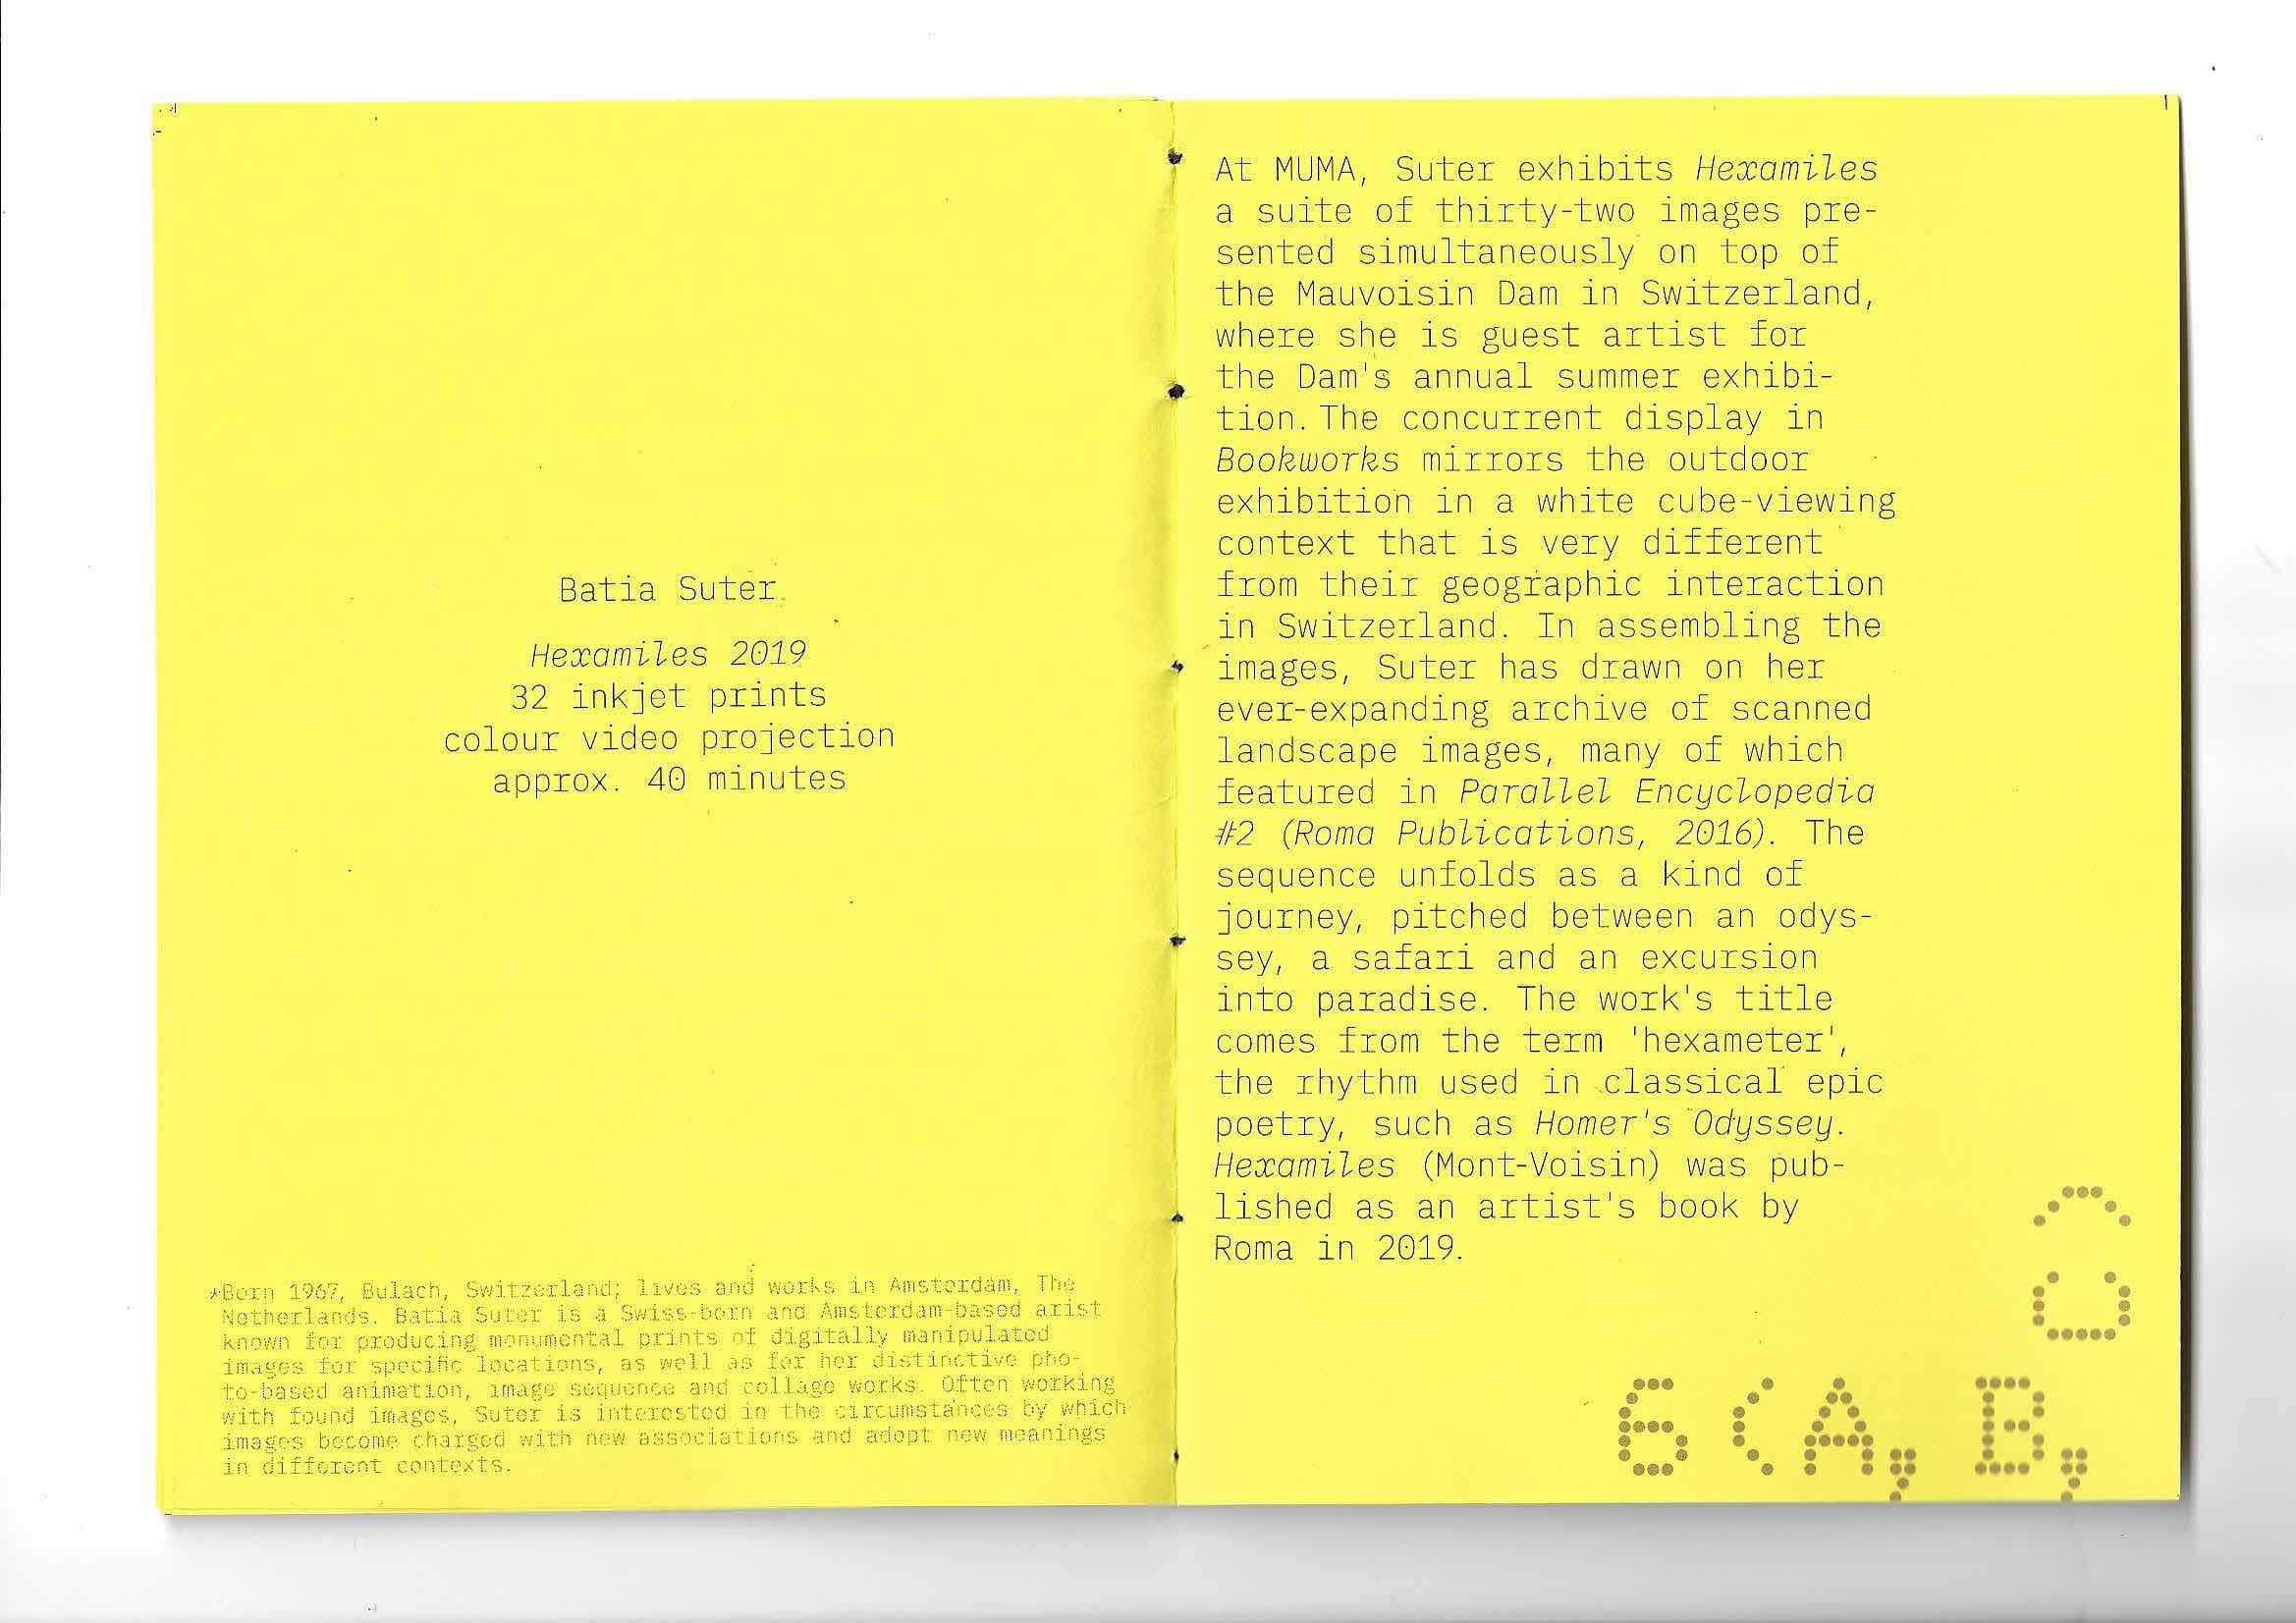 Batia Suter
Hexamiles 2019
32 inkjet prints
colour video projection
approx. 40 minutes
*Born 1967, Bulach, Switzerland; lives and works in Amsterdam, The
Netherlands. Batia Suter is a Swiss-born and Amsterdam-based arist
known for producing monumental prints of digitally manipulated
images for specific locations, as well as for her distinctive pho-
to-based animation, image sequence and collage works. Often working
with found images, Suter is interested in the circumstances by which
images become charged with new associations and adopt new meanings
in different contexts.
At MUMA, Suter exhibits Hexamiles
a suite of thirty-two images pre-
sented simultaneously on top of
the Mauvoisin Dam in Switzerland,
where she is guest artist for
the Dam's annual summer exhibi-
tion. The concurrent display in
Bookworks mirrors the outdoor
exhibition in a white cube-viewing
context that is very different
from their geographic interaction
in Switzerland. In assembling the
images, Suter has drawn on her
ever-expanding archive of scanned
landscape images, many of which
featured in Parallel Encyclopedia
#2 (Roma Publications, 2016). The
sequence unfolds as a kind of
journey, pitched between an odys-
sey, a safari and an excursion
into paradise. The work's title
comes from the term 'hexameter',
the rhythm used in classical epic
poetry, such as Homer's Odyssey.
Hexamiles (Mont-Voisin) was pub-
lished as an artist's book by
Roma in 2019.
6 (A, B,
C)